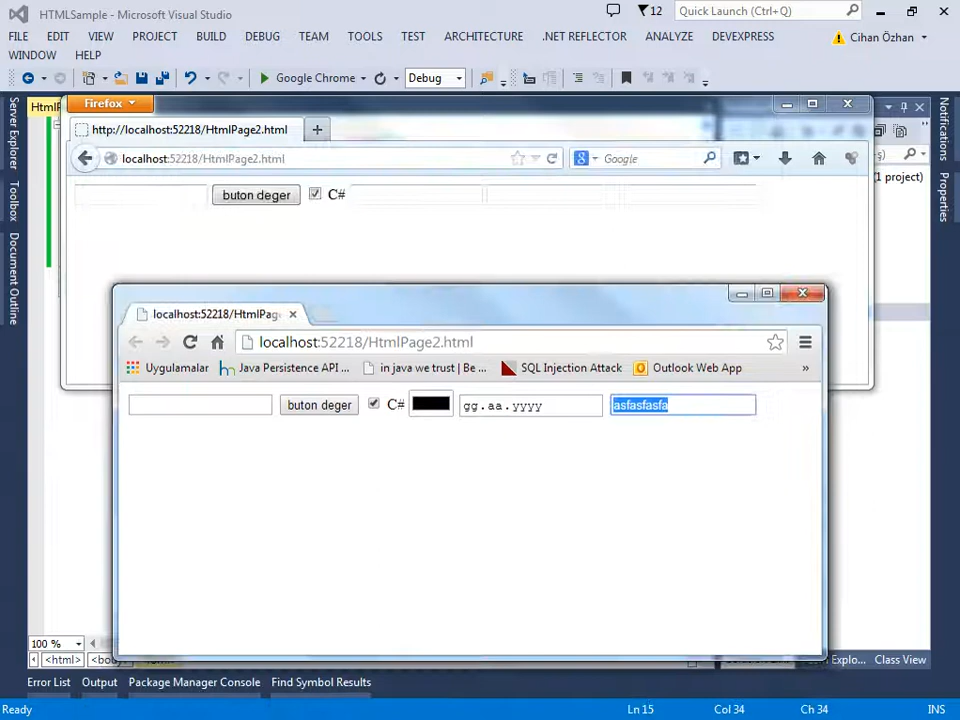 HTMLSample - Microsoft Visual Studio
12
Quick Launch (Ctrl+Q)
FILE EDIT VIEW PROJECT BUILD DEBUG TEAM TOOLS TEST ARCHITECTURE .NET REFLECTOR ANALYZE DEVEXPRESS
Cihan Özhan
WINDOW HELP
Google Chrome
Debug
Server Explorer
Toolbox
Document Outline
Notifications
Properties
Firefox
http://localhost:52218/HtmlPage2.html
localhost:52218/HtmlPage2.html
Google
1 project)
buton deger C#
localhost:52218/HtmlPag
localhost:52218/HtmlPage2.html
Uygulamalar Java Persistence API ... in java we trust | Be ... SQL Injection Attack Outlook Web App »
buton deger C# gg.aa.yyyy asfasfasfa
100 %
<html>
Class View
Error List Output Package Manager Console Find Symbol Results
Ready Ln 15 Col 34 Ch 34 INS